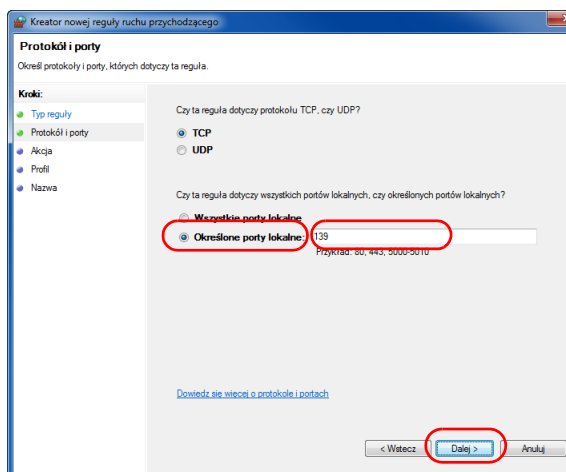 Kreator nowej reguły ruchu przychodzącego
Protokół i porty
Określ protokoły i porty, których dotyczy ta reguła.
Kroki:
Typ reguły
Protokół i porty
Akcja
Profil
Nazwa
Czy ta reguła dotyczy protokołu TCP, czy UDP?
TCP
UDP
Czy ta reguła dotyczy wszystkich portów lokalnych, czy określonych portów lokalnych?
Wszystkie porty lokalne
Określone porty lokalne: 139
Przykład: 80, 443, 5000-5010
Dowiedz się więcej o protokole i portach
< Wstecz Dalej > Anuluj